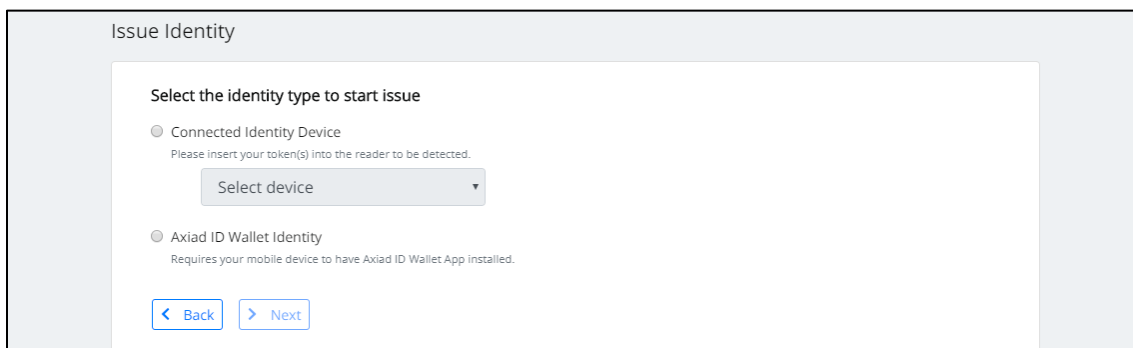 Issue Identity
Select the identity type to start issue
Connected Identity Device
Please insert your token(s) into the reader to be detected.
Select device
Axiad ID Wallet Identity
Requires your mobile device to have Axiad ID Wallet App installed.
Back Next